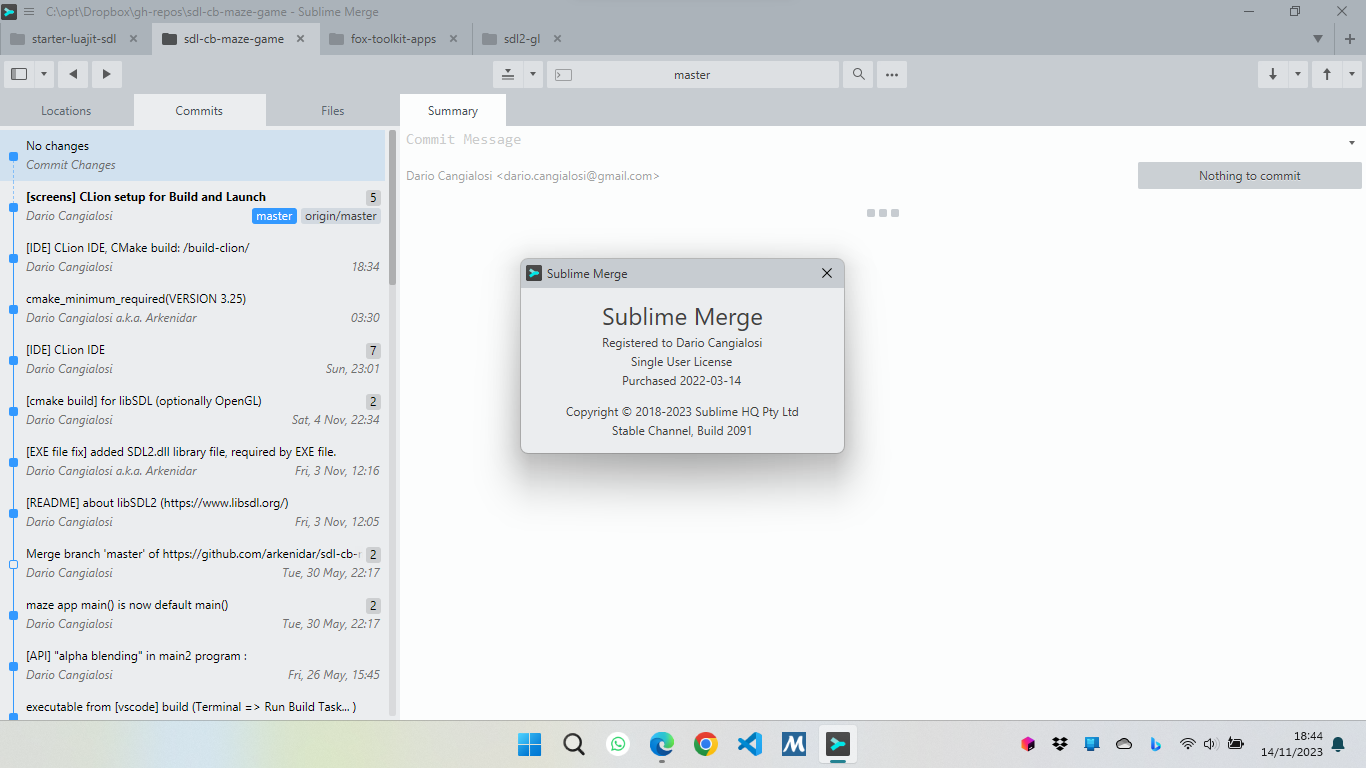 C:\opt\Dropbox\gh-repos\sdl-cb-maze-game - Sublime Merge
starter-luajit-sdl
sdl-cb-maze-game
fox-toolkit-apps
sdl2-gl
master
Locations
Commits
Files
Summary
No changes
Commit Changes
[screens] CLion setup for Build and Launch 5
Dario Cangialosi master origin/master
[IDE] CLion IDE, CMake build: /build-clion/
Dario Cangialosi 18:34
cmake_minimum_required(VERSION 3.25)
Dario Cangialosi a.k.a. Arkenidar 03:30
[IDE] CLion IDE 7
Dario Cangialosi Sun, 23:01
[cmake build] for libSDL (optionally OpenGL) 2
Dario Cangialosi Sat, 4 Nov, 22:34
[EXE file fix] added SDL2.dll library file, required by EXE file.
Dario Cangialosi a.k.a. Arkenidar Fri, 3 Nov, 12:16
[README] about libSDL2 (https://www.libsdl.org/)
Dario Cangialosi Fri, 3 Nov, 12:05
Merge branch 'master' of https://github.com/arkenidar/sdl-cb- 2
Dario Cangialosi Tue, 30 May, 22:17
maze app main() is now default main() 2
Dario Cangialosi Tue, 30 May, 22:17
[API] "alpha blending" in main2 program :
Dario Cangialosi Fri, 26 May, 15:45
executable from [vscode] build (Terminal => Run Build Task... )
Commit Message
Dario Cangialosi <dario.cangialosi@gmail.com>
Nothing to commit
Sublime Merge
Sublime Merge
Registered to Dario Cangialosi
Single User License
Purchased 2022-03-14
Copyright © 2018-2023 Sublime HQ Pty Ltd
Stable Channel, Build 2091
18:44
14/11/2023